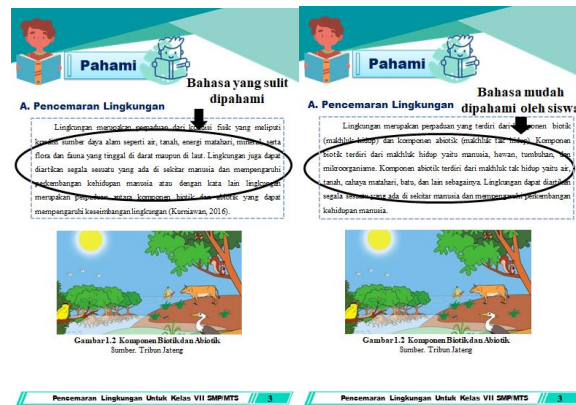 Pahami
Bahasa yang sulit
dipahami
A. Pencemaran Lingkungan
Lingkungan merupakan perpaduan dari kondisi fisik yang meliputi
kondisi sumber daya alam seperti air, tanah, energi matahari, mineral, serta
flora dan fauna yang tinggal di darat maupun di laut. Lingkungan juga dapat
diartikan segala sesuatu yang ada di sekitar manusia dan mempengaruhi
perkembangan kehidupan manusia atau dengan kata lain lingkungan
merupakan perpaduan antara komponen biotik dan abiotik yang dapat
mempengaruhi keseimbangan lingkungan (Kurniawan, 2016).
Gambar 1.2 Komponen Biotik dan Abiotik
Sumber. Tribun Jateng
Pencemaran Lingkungan Untuk Kelas VII SMP/MTS 3
Pahami
Bahasa mudah
dipahami oleh siswa
A. Pencemaran Lingkungan
Lingkungan merupakan perpaduan yang terdiri dari komponen biotik
(makhluk hidup) dan komponen abiotik (makhluk tak hidup). Komponen
biotik terdiri dari makhluk hidup yaitu manusia, hewan, tumbuhan, dan
mikroorganisme. Komponen abiotik terdiri dari makhluk tak hidup yaitu air,
tanah, cahaya matahari, batu, dan lain sebagainya. Lingkungan dapat diartikan
segala sesuatu yang ada di sekitar manusia dan mempengaruhi perkembangan
kehidupan manusia.
Gambar 1.2 Komponen Biotik dan Abiotik
Sumber. Tribun Jateng
Pencemaran Lingkungan Untuk Kelas VII SMP/MTS 3